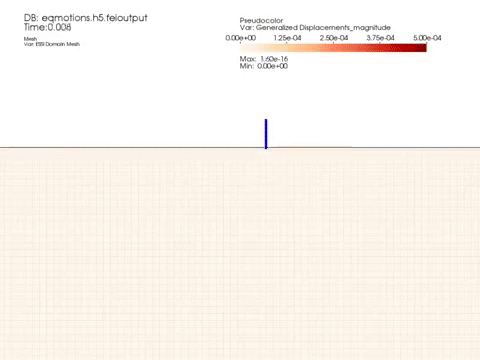 DB: eqmotions.h5.feioutput
Time:0.008
Mesh
Var: ESSI Domain Mesh
Pseudocolor
Var: Generalized Displacements_magnitude
0.00e+00 1.25e-04 2.50e-04 3.75e-04 5.00e-04
Max: 1.60e-16
Min: 0.00e+00